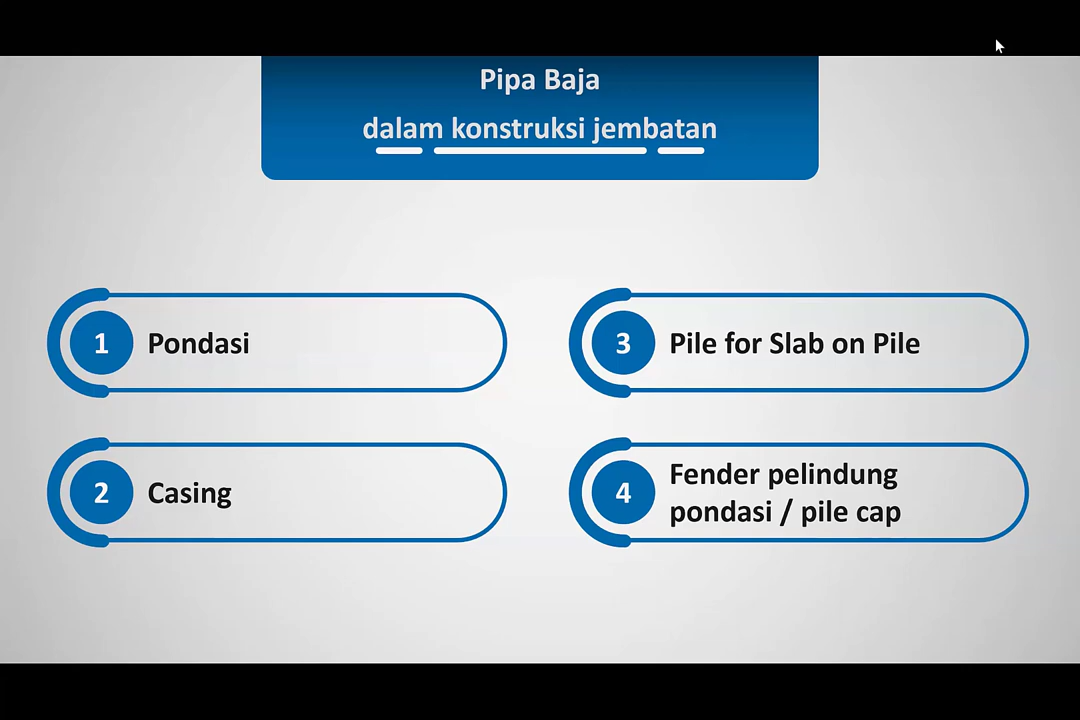 Pipa Baja
dalam konstruksi jembatan
1 Pondasi
2 Casing
3 Pile for Slab on Pile
4 Fender pelindung
pondasi / pile cap